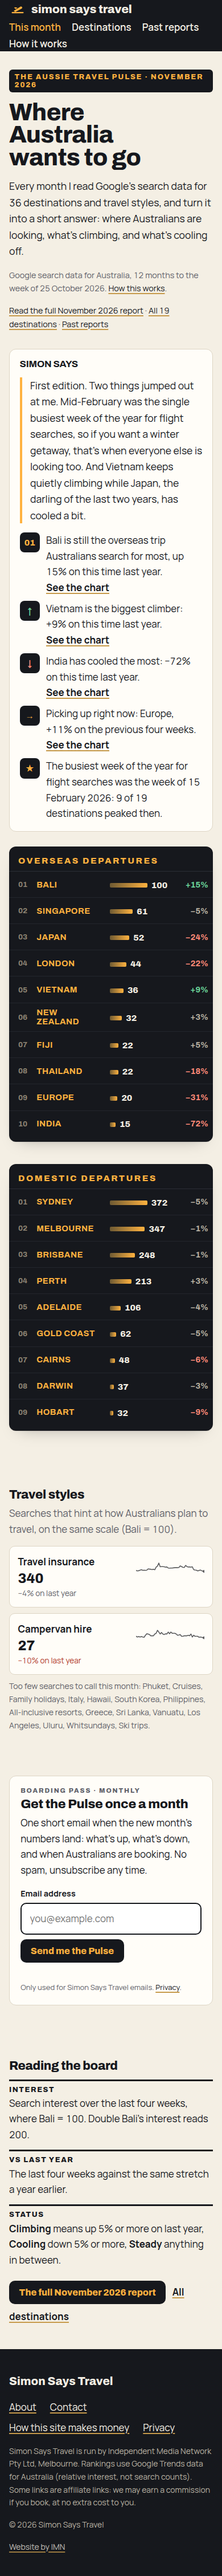 simon says travel
This month Destinations Past reports
How it works
THE AUSSIE TRAVEL PULSE · NOVEMBER
2026
Where
Australia
wants to go
Every month I read Google's search data for
36 destinations and travel styles, and turn it
into a short answer: where Australians are
looking, what's climbing, and what's cooling
off.
Google search data for Australia, 12 months to the
week of 25 October 2026. How this works.
Read the full November 2026 report · All 19
destinations · Past reports
SIMON SAYS
First edition. Two things jumped out
at me. Mid-February was the single
busiest week of the year for flight
searches, so if you want a winter
getaway, that's when everyone else is
looking too. And Vietnam keeps
quietly climbing while Japan, the
darling of the last two years, has
cooled a bit.
01 Bali is still the overseas trip
Australians search for most, up
15% on this time last year.
See the chart
↑ Vietnam is the biggest climber:
+9% on this time last year.
See the chart
↓ India has cooled the most: −72%
on this time last year.
See the chart
→ Picking up right now: Europe,
+11% on the previous four weeks.
See the chart
★ The busiest week of the year for
flight searches was the week of 15
February 2026: 9 of 19
destinations peaked then.
OVERSEAS DEPARTURES
01 BALI 100 +15%
02 SINGAPORE 61 −5%
03 JAPAN 52 −24%
04 LONDON 44 −22%
05 VIETNAM 36 +9%
06 NEW ZEALAND 32 +3%
07 FIJI 22 +5%
08 THAILAND 22 −18%
09 EUROPE 20 −31%
10 INDIA 15 −72%
DOMESTIC DEPARTURES
01 SYDNEY 372 −5%
02 MELBOURNE 347 −1%
03 BRISBANE 248 −1%
04 PERTH 213 +3%
05 ADELAIDE 106 −4%
06 GOLD COAST 62 −5%
07 CAIRNS 48 −6%
08 DARWIN 37 −3%
09 HOBART 32 −9%
Travel styles
Searches that hint at how Australians plan to
travel, on the same scale (Bali = 100).
Travel insurance
340
−4% on last year
Campervan hire
27
−10% on last year
Too few searches to call this month: Phuket, Cruises,
Family holidays, Italy, Hawaii, South Korea, Philippines,
All-inclusive resorts, Greece, Sri Lanka, Vanuatu, Los
Angeles, Uluru, Whitsundays, Ski trips.
BOARDING PASS · MONTHLY
Get the Pulse once a month
One short email when the new month's
numbers land: what's up, what's down,
and when Australians are booking. No
spam, unsubscribe any time.
Email address
you@example.com
Send me the Pulse
Only used for Simon Says Travel emails. Privacy.
Reading the board
INTEREST
Search interest over the last four weeks,
where Bali = 100. Double Bali's interest reads
200.
VS LAST YEAR
The last four weeks against the same stretch
a year earlier.
STATUS
Climbing means up 5% or more on last year,
Cooling down 5% or more, Steady anything
in between.
The full November 2026 report All
destinations
Simon Says Travel
About Contact
How this site makes money Privacy
Simon Says Travel is run by Independent Media Network
Pty Ltd, Melbourne. Rankings use Google Trends data
for Australia (relative interest, not search counts).
Some links are affiliate links: we may earn a commission
if you book, at no extra cost to you.
© 2026 Simon Says Travel
Website by IMN